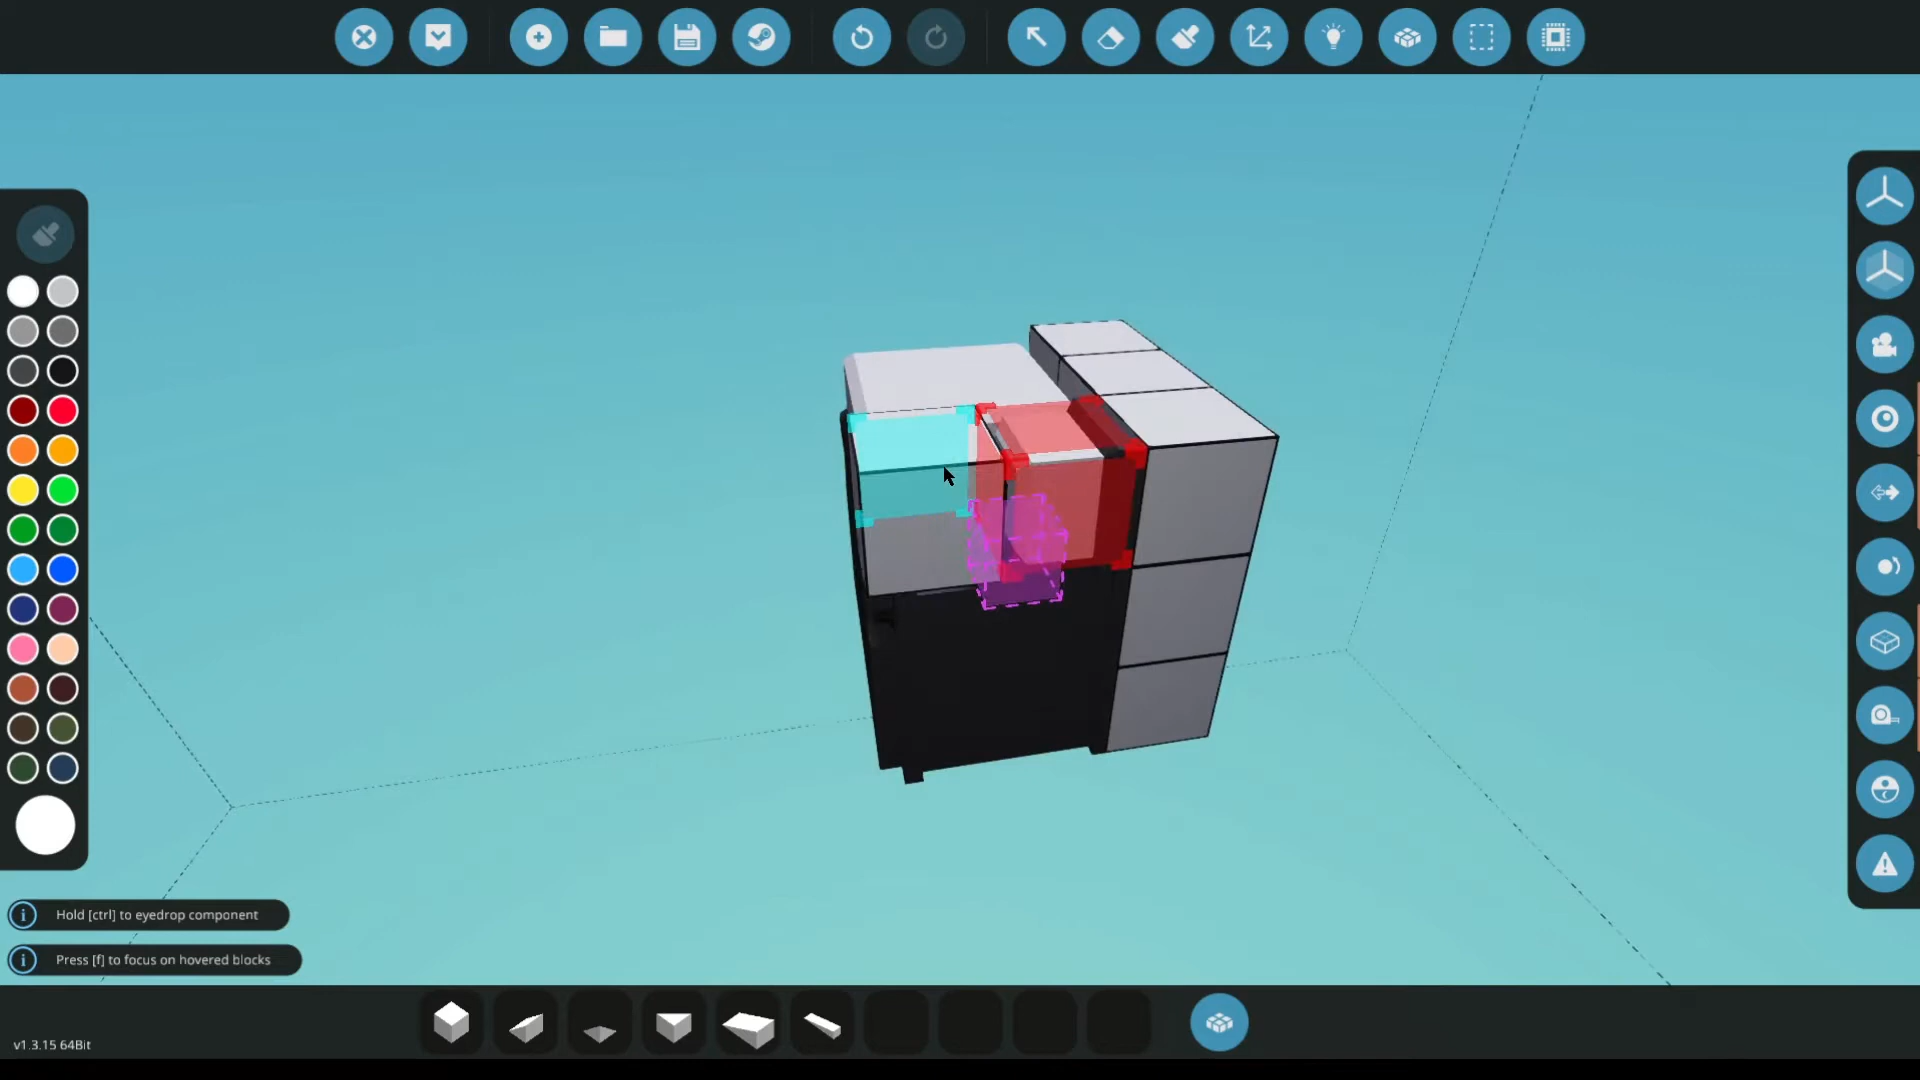 Hold [ctrl] to eyedrop component
Press [f] to focus on hovered blocks
v1.3.15 64Bit